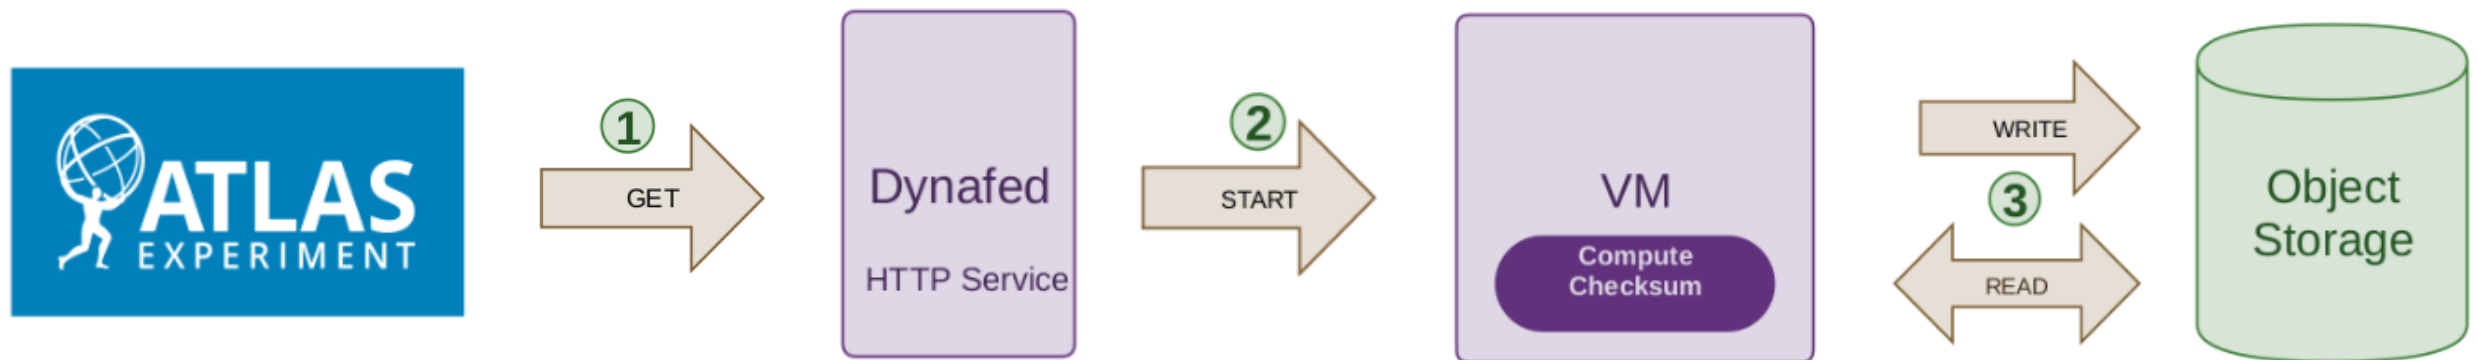 ATLAS
EXPERIMENT
1
GET
Dynafed
HTTP Service
2
START
VM
Compute
Checksum
WRITE
3
READ
Object
Storage